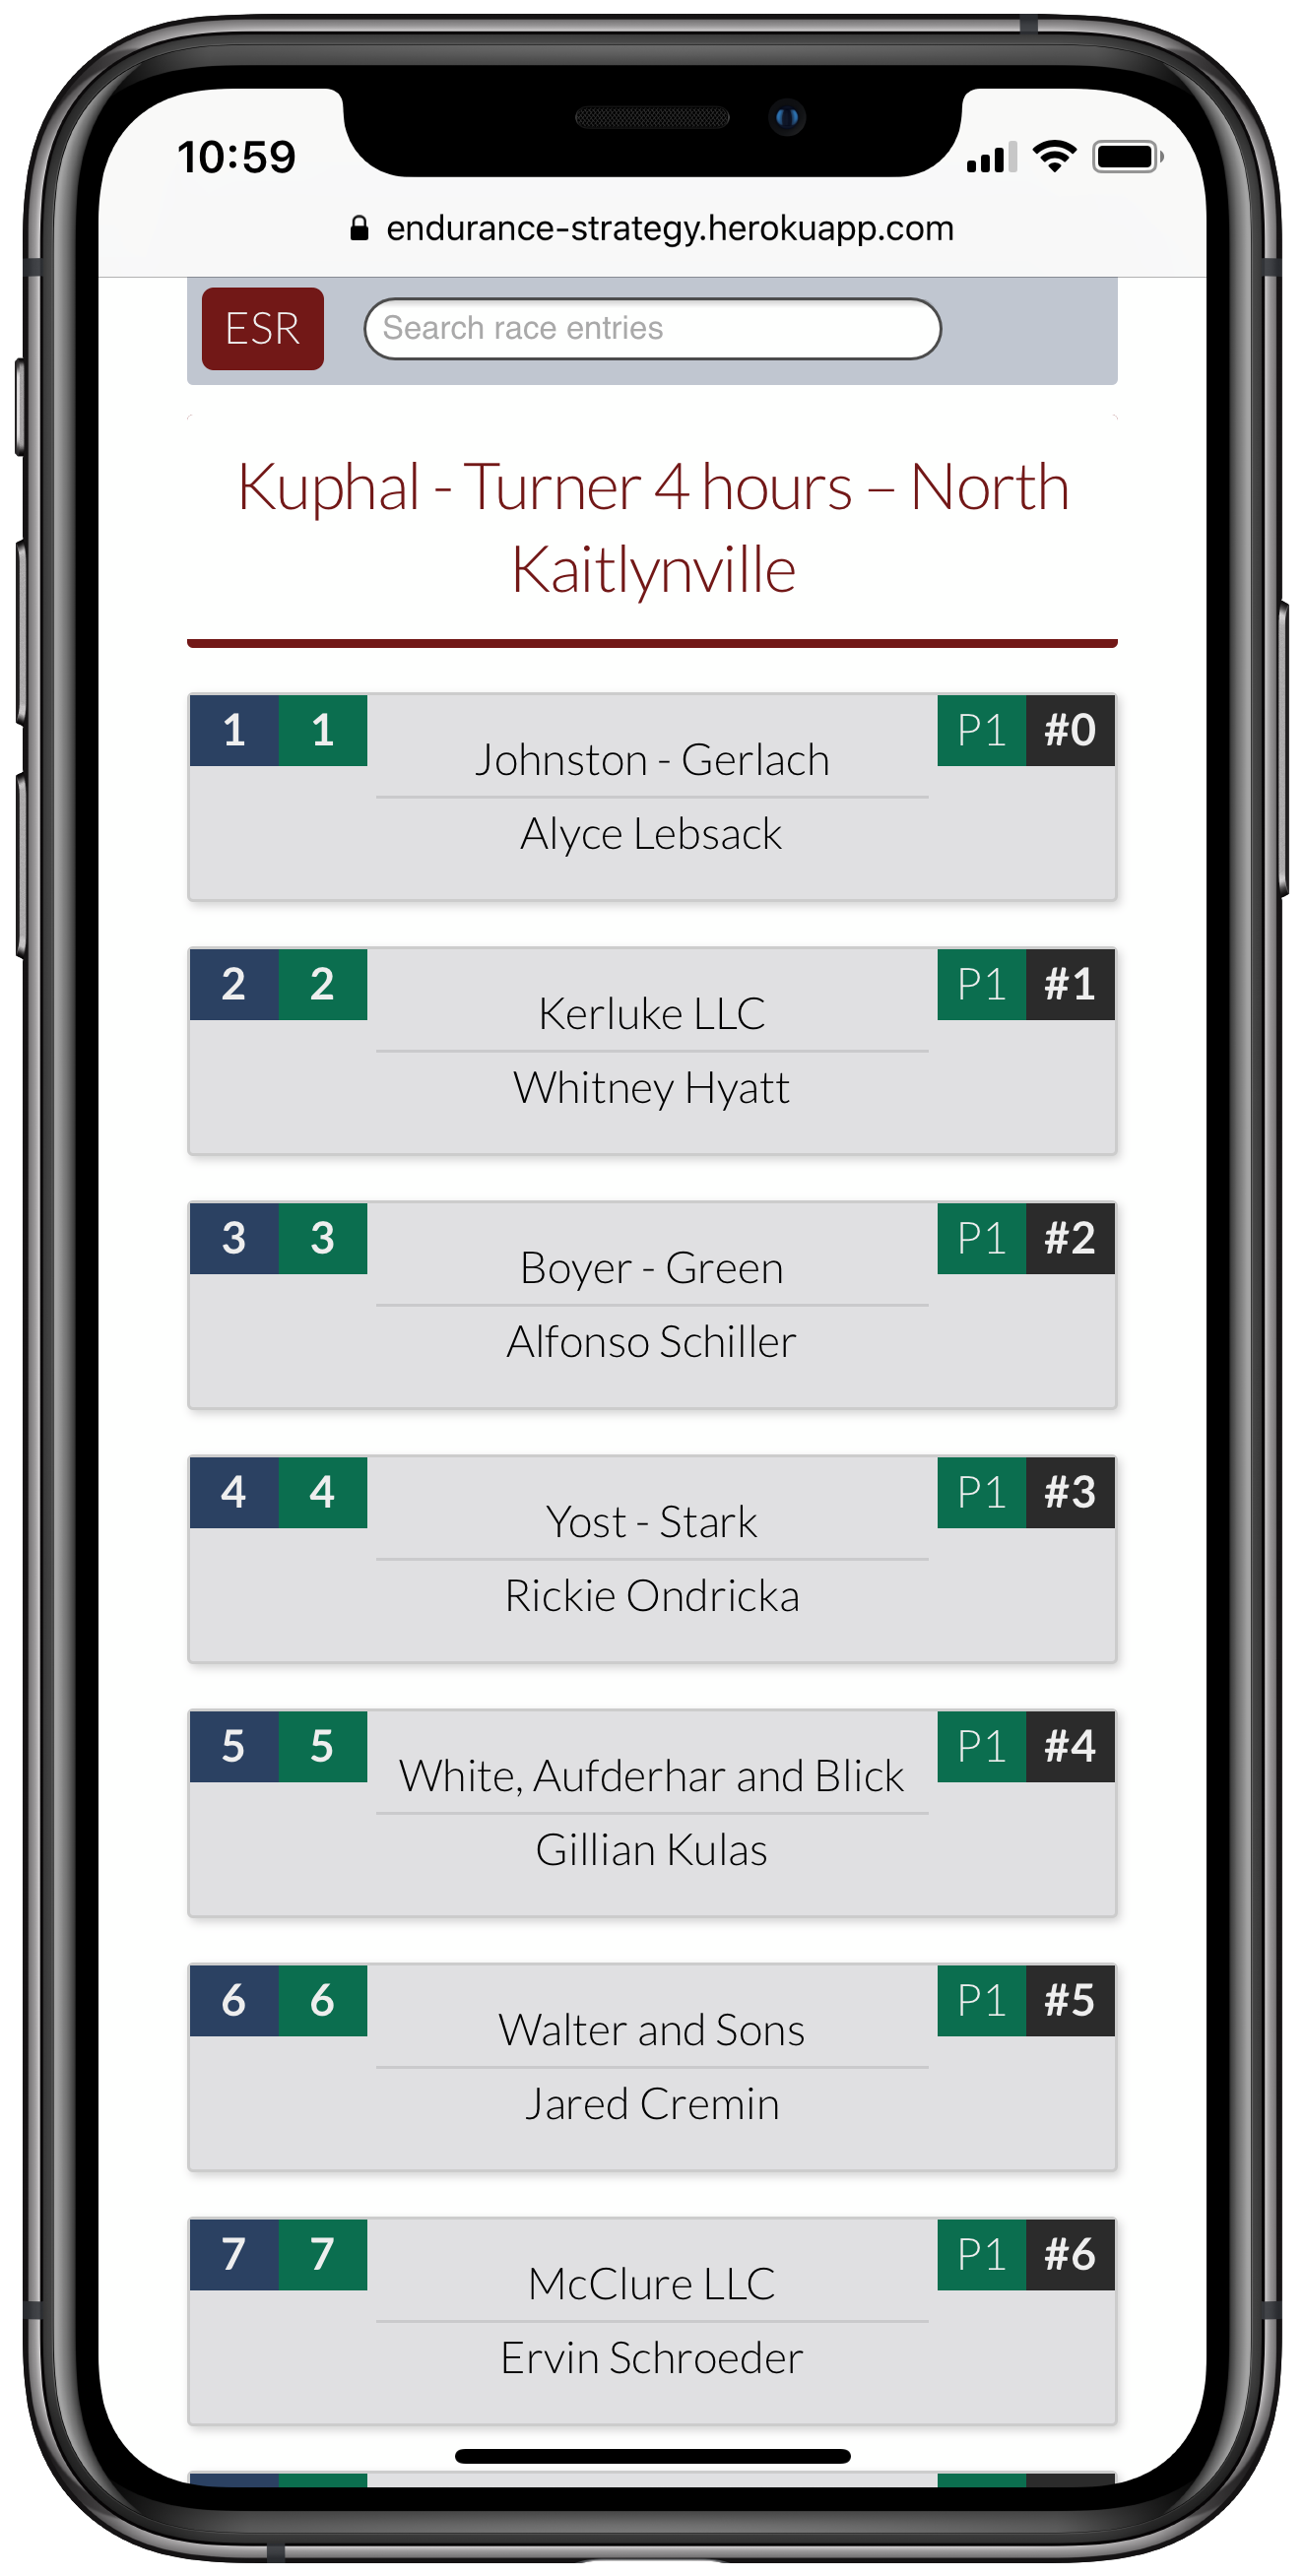 10:59
endurance-strategy.herokuapp.com
ESR Search race entries
Kuphal - Turner 4 hours – North
Kaitlynville
1 1 P1 #0
Johnston - Gerlach
Alyce Lebsack
2 2 P1 #1
Kerluke LLC
Whitney Hyatt
3 3 P1 #2
Boyer - Green
Alfonso Schiller
4 4 P1 #3
Yost - Stark
Rickie Ondricka
5 5 P1 #4
White, Aufderhar and Blick
Gillian Kulas
6 6 P1 #5
Walter and Sons
Jared Cremin
7 7 P1 #6
McClure LLC
Ervin Schroeder